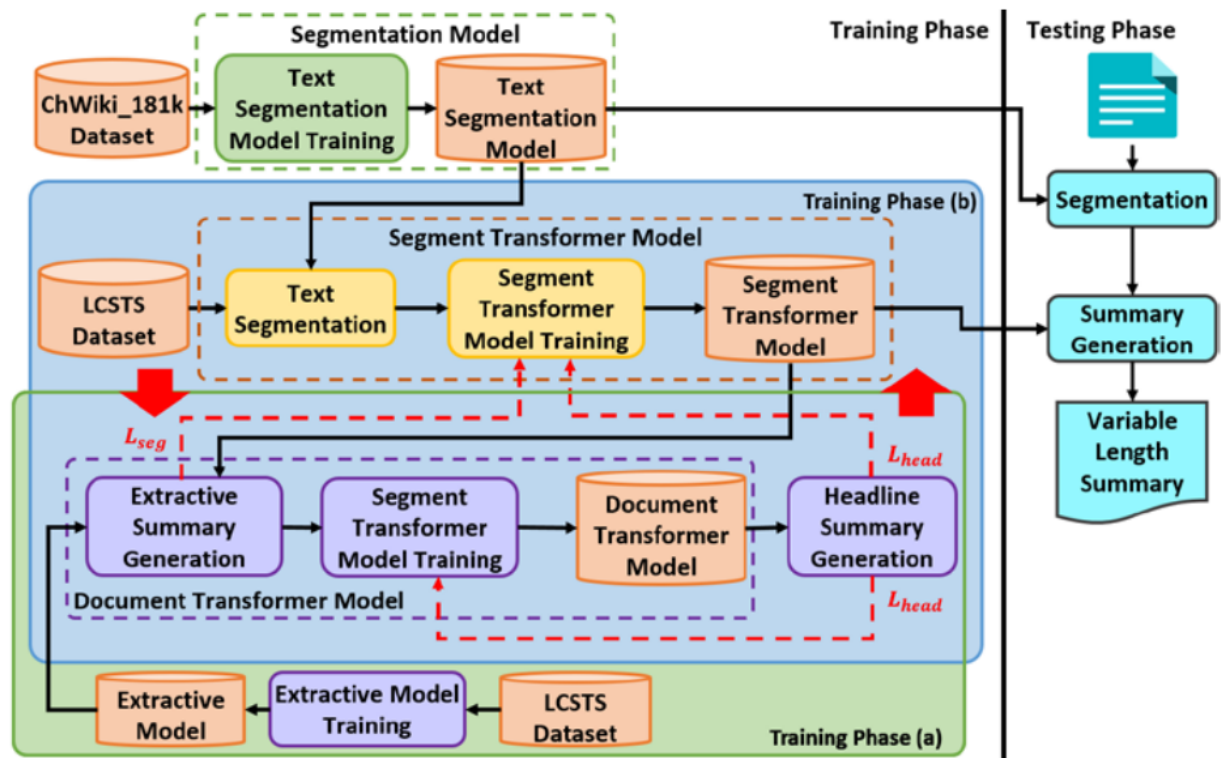 Segmentation Model
Training Phase
Testing Phase
ChWiki_181k
Dataset
Text
Segmentation
Model Training
Text
Segmentation
Model
Segmentation
Training Phase (b)
Segment Transformer Model
LCSTS
Dataset
Text
Segmentation
Segment
Transformer
Model Training
Segment
Transformer
Model
Summary
Generation
Variable
Length
Summary
L_seg
L_head
Extractive
Summary
Generation
Segment
Transformer
Model Training
Document
Transformer
Model
Headline
Summary
Generation
Document Transformer Model
L_head
Extractive
Model
Extractive Model
Training
LCSTS
Dataset
Training Phase (a)